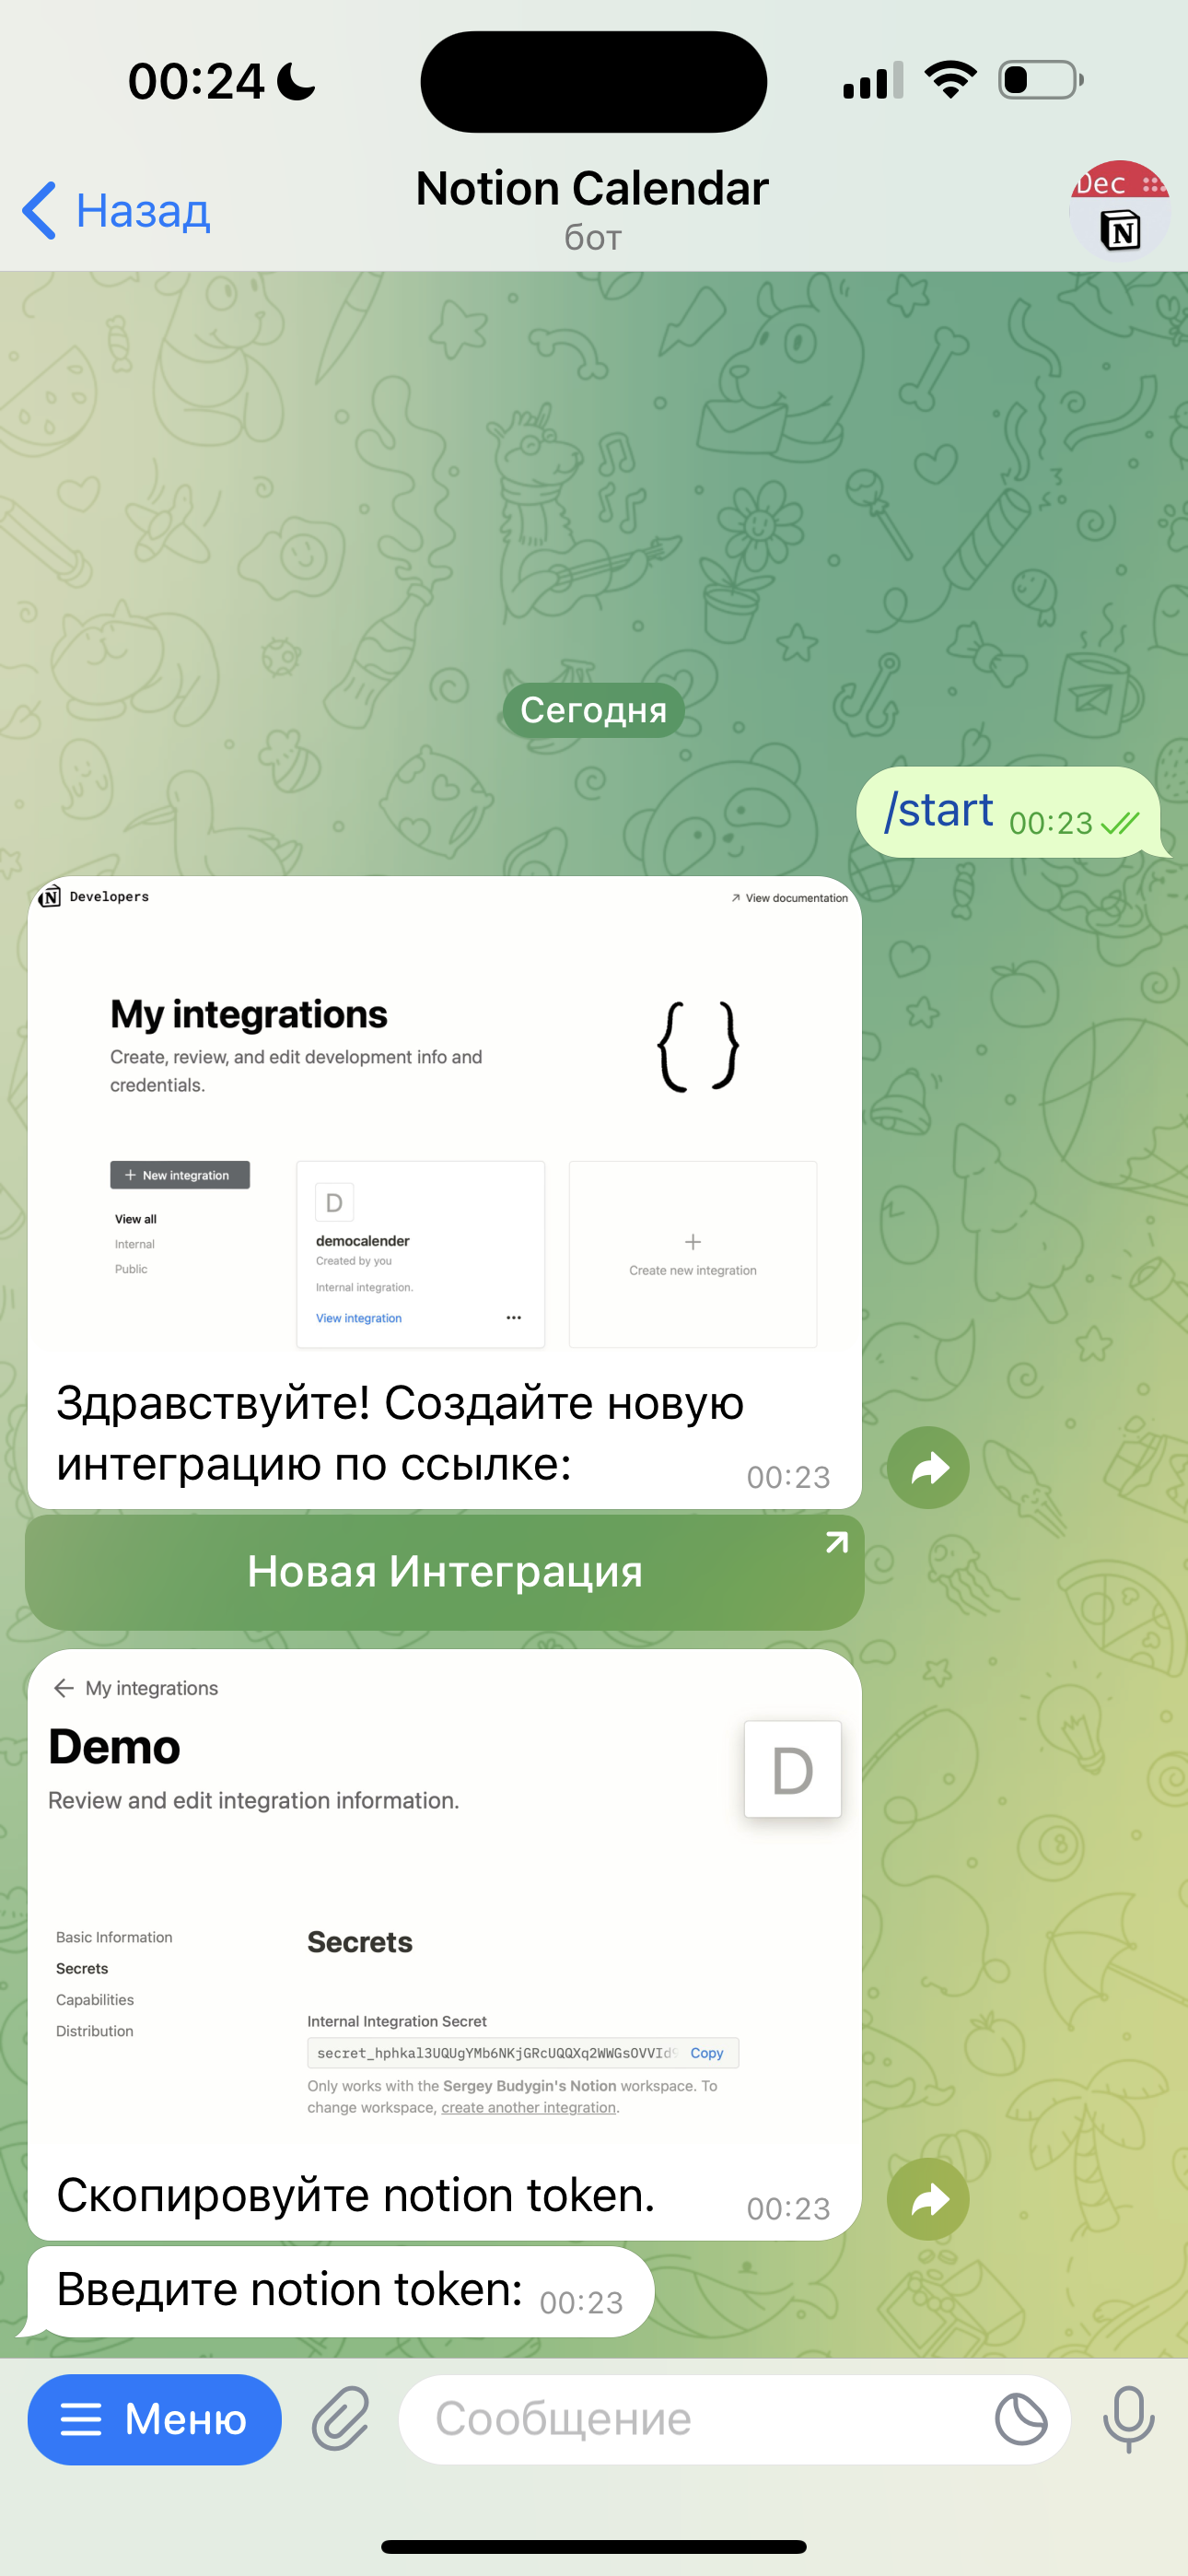 00:24
Назад
Notion Calendar
бот
Dec
N
Сегодня
/start 00:23
N Developers
View documentation
My integrations
Create, review, and edit development info and
credentials.
+ New integration
View all
Internal
Public
D
democalender
Created by you
Internal integration.
View integration
+
Create new integration
Здравствуйте! Создайте новую
интеграцию по ссылке: 00:23
Новая Интеграция
← My integrations
Demo
D
Review and edit integration information.
Basic Information
Secrets
Capabilities
Distribution
Secrets
Internal Integration Secret
Copy
Only works with the Sergey Budygin's Notion workspace. To
change workspace, create another integration.
Скопировуйте notion token. 00:23
Введите notion token: 00:23
Меню
Сообщение